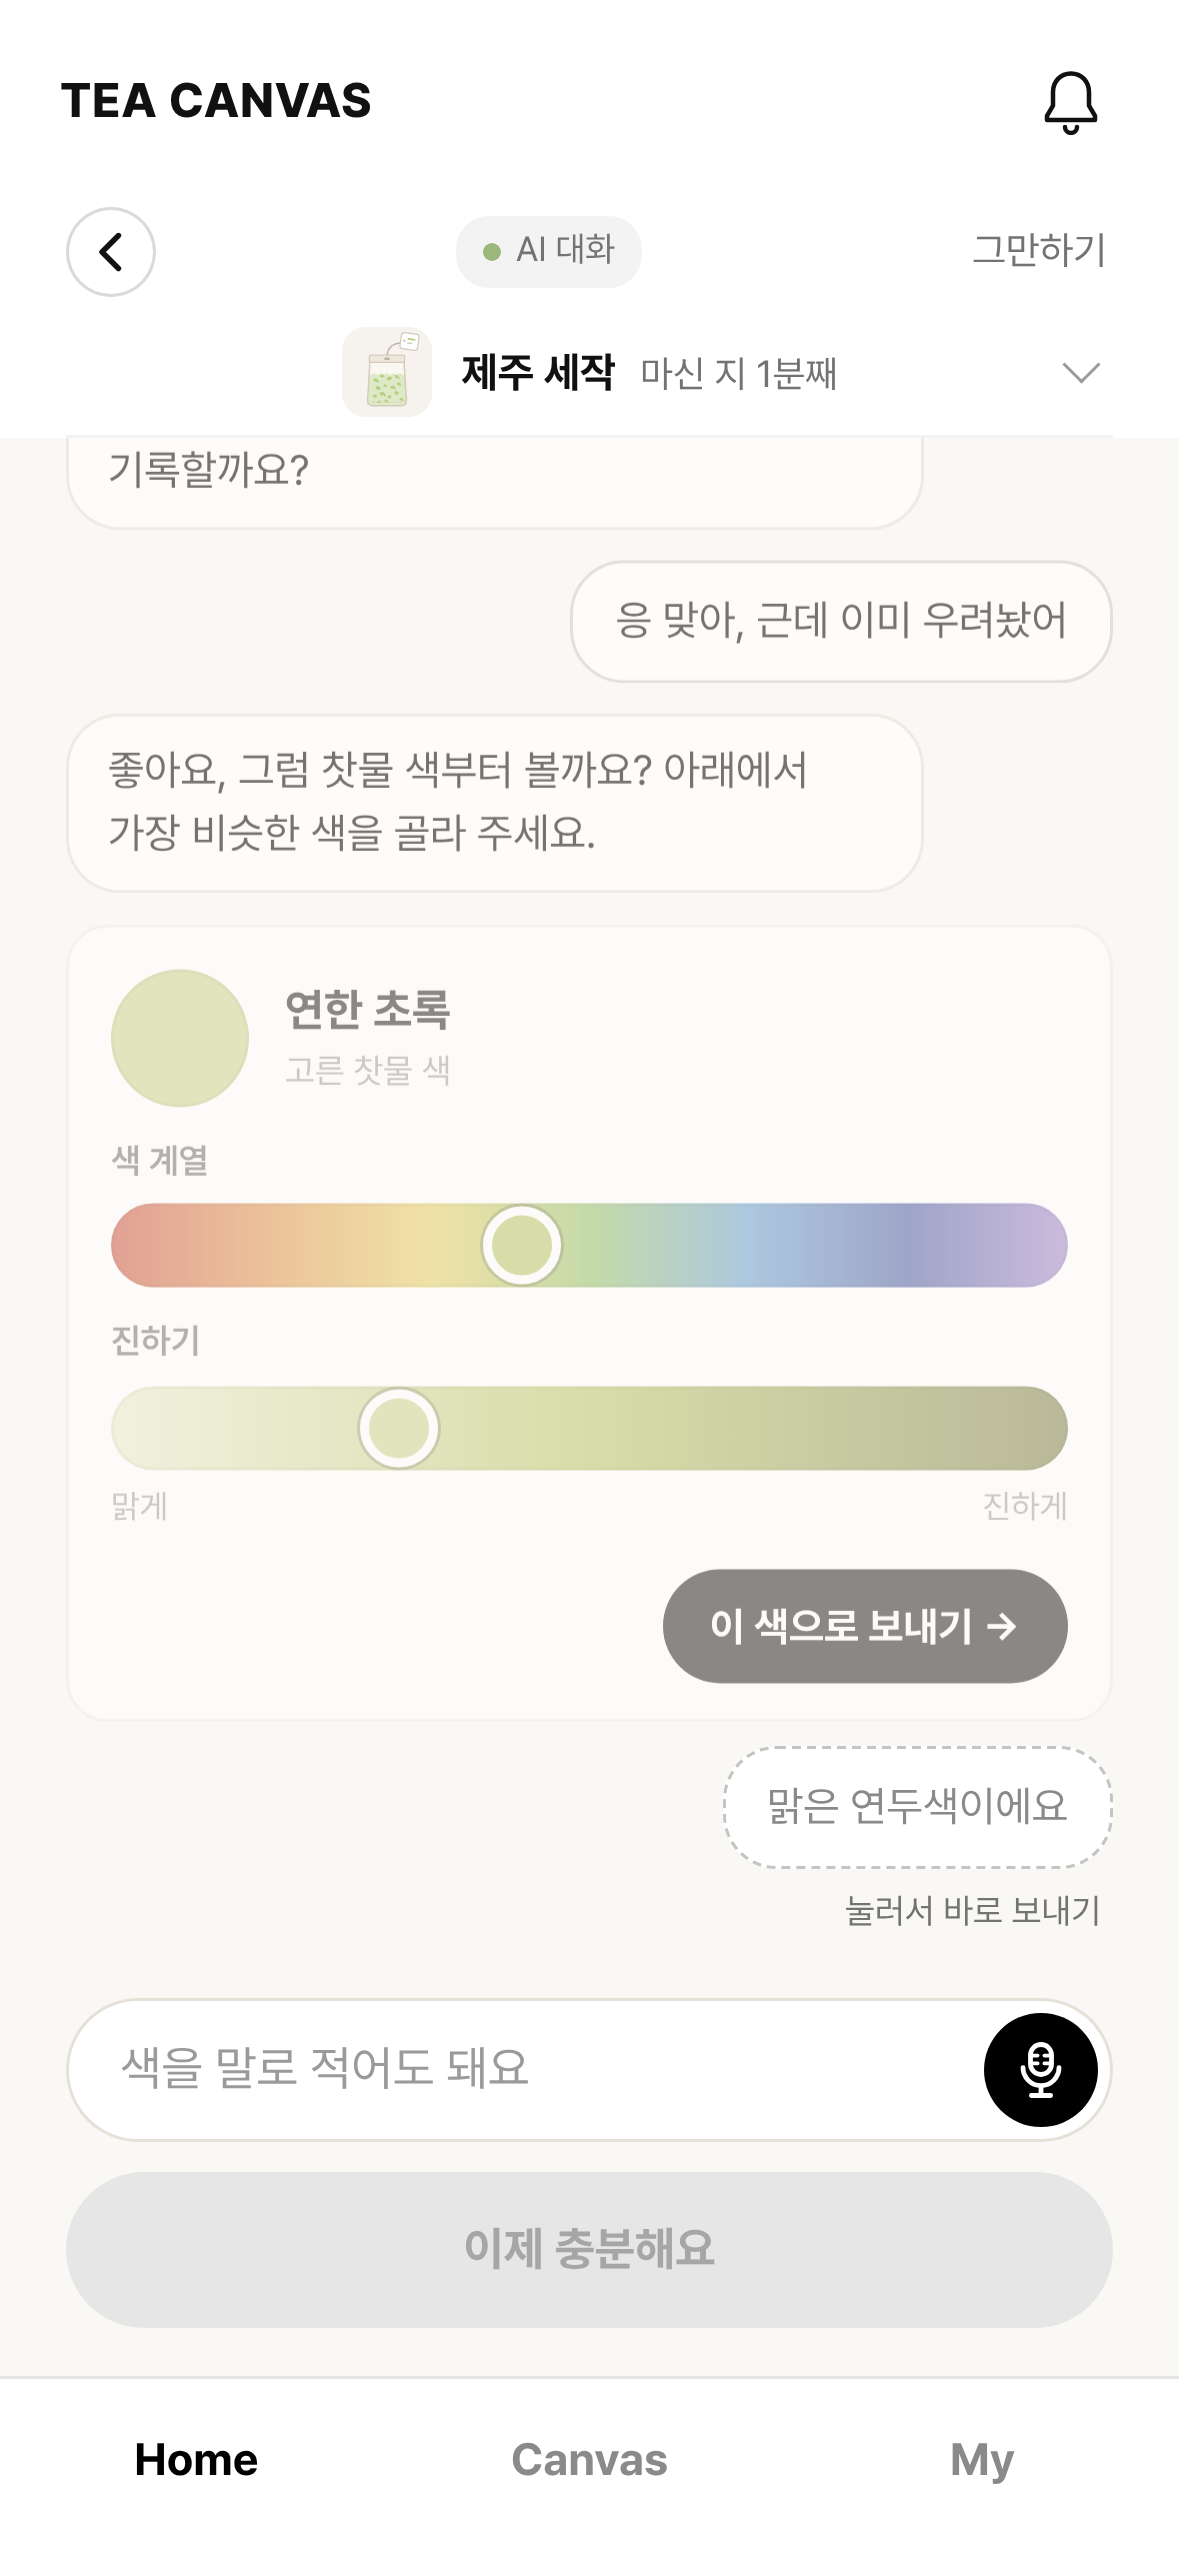 TEA CANVAS
AI 대화
그만하기
제주 세작 마신 지 1분째
기록할까요?
응 맞아, 근데 이미 우려놨어
좋아요, 그럼 찻물 색부터 볼까요? 아래에서
가장 비슷한 색을 골라 주세요.
연한 초록
고른 찻물 색
색 계열
진하기
맑게
진하게
이 색으로 보내기 →
맑은 연두색이에요
눌러서 바로 보내기
색을 말로 적어도 돼요
이제 충분해요
Home
Canvas
My